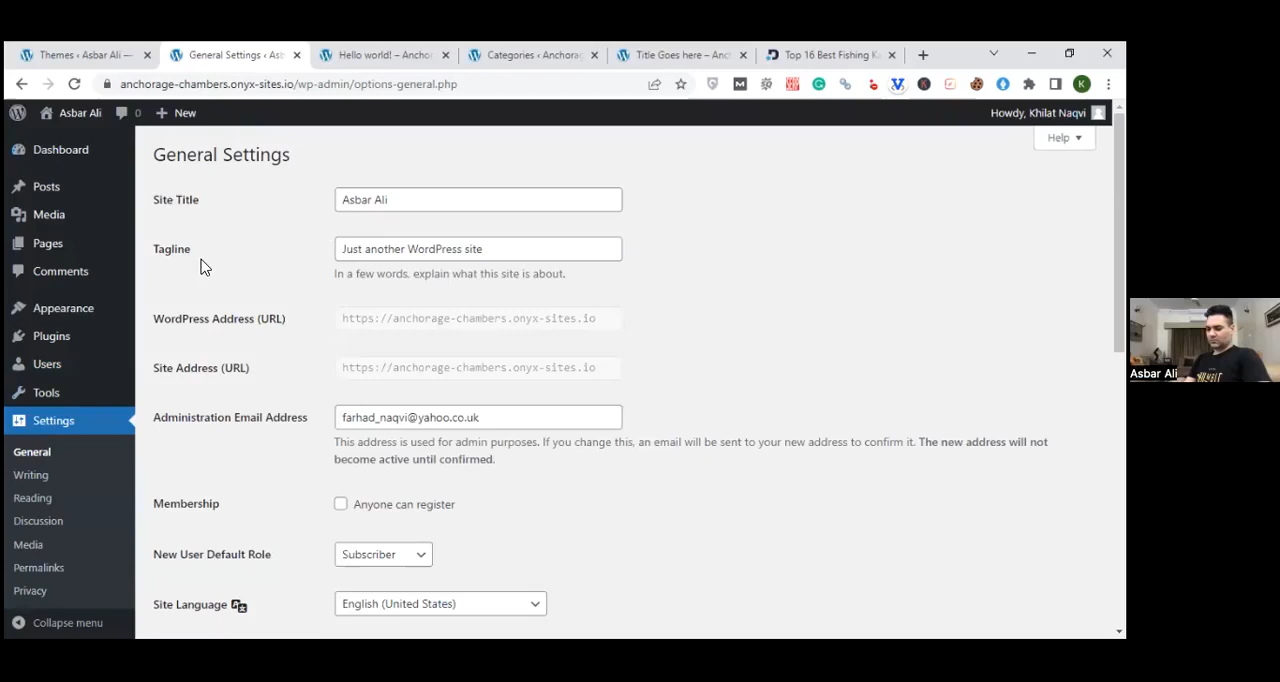 Themes ‹ Asbar Ali —
General Settings ‹ Asb
Hello world! – Anchor
Categories ‹ Anchorag
Title Goes here – Anch
Top 16 Best Fishing K
anchorage-chambers.onyx-sites.io/wp-admin/options-general.php
K
Asbar Ali
0
New
Howdy, Khilat Naqvi
Help
Dashboard
Posts
Media
Pages
Comments
Appearance
Plugins
Users
Tools
Settings
General
Writing
Reading
Discussion
Media
Permalinks
Privacy
Collapse menu
General Settings
Site Title
Asbar Ali
Tagline
Just another WordPress site
In a few words, explain what this site is about.
WordPress Address (URL)
https://anchorage-chambers.onyx-sites.io
Site Address (URL)
https://anchorage-chambers.onyx-sites.io
Administration Email Address
farhad_naqvi@yahoo.co.uk
This address is used for admin purposes. If you change this, an email will be sent to your new address to confirm it. The new address will not
become active until confirmed.
Membership
Anyone can register
New User Default Role
Subscriber
Site Language
English (United States)
Asbar Ali